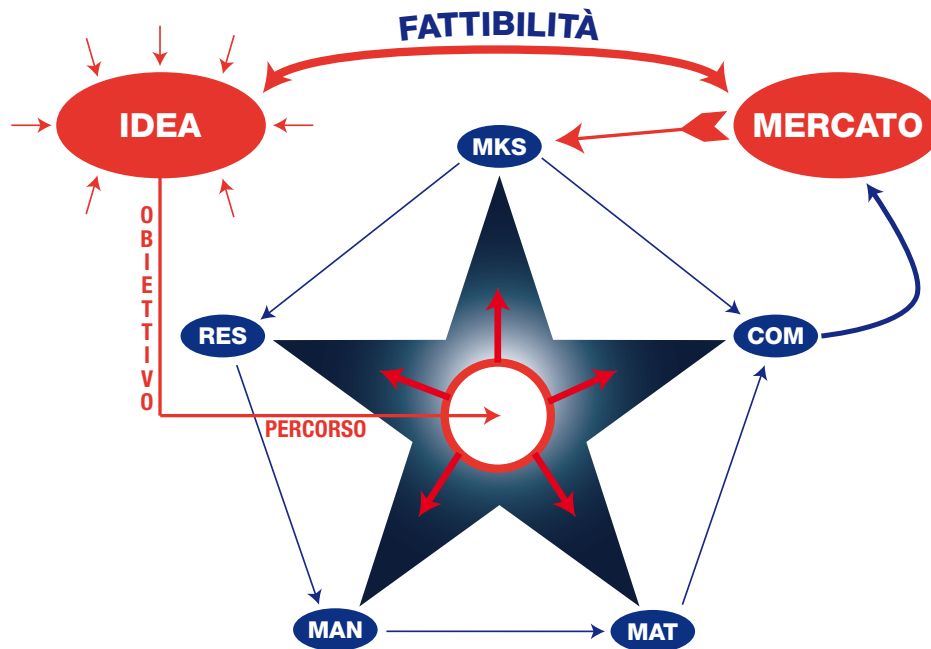 FATTIBILITÀ
IDEA
MERCATO
MKS
OBIETTIVO
RES
COM
PERCORSO
MAN
MAT